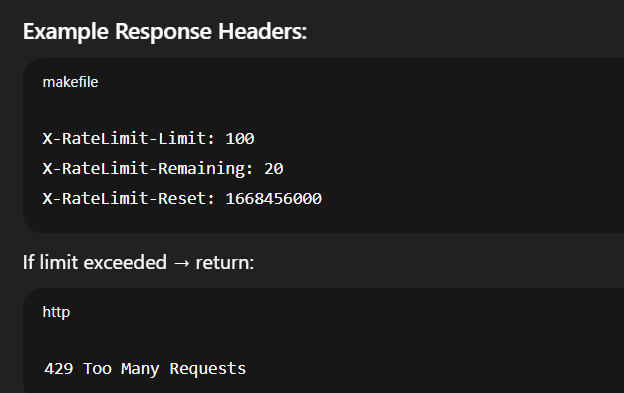 Example Response Headers:
makefile
X-RateLimit-Limit: 100
X-RateLimit-Remaining: 20
X-RateLimit-Reset: 1668456000
If limit exceeded → return:
http
429 Too Many Requests